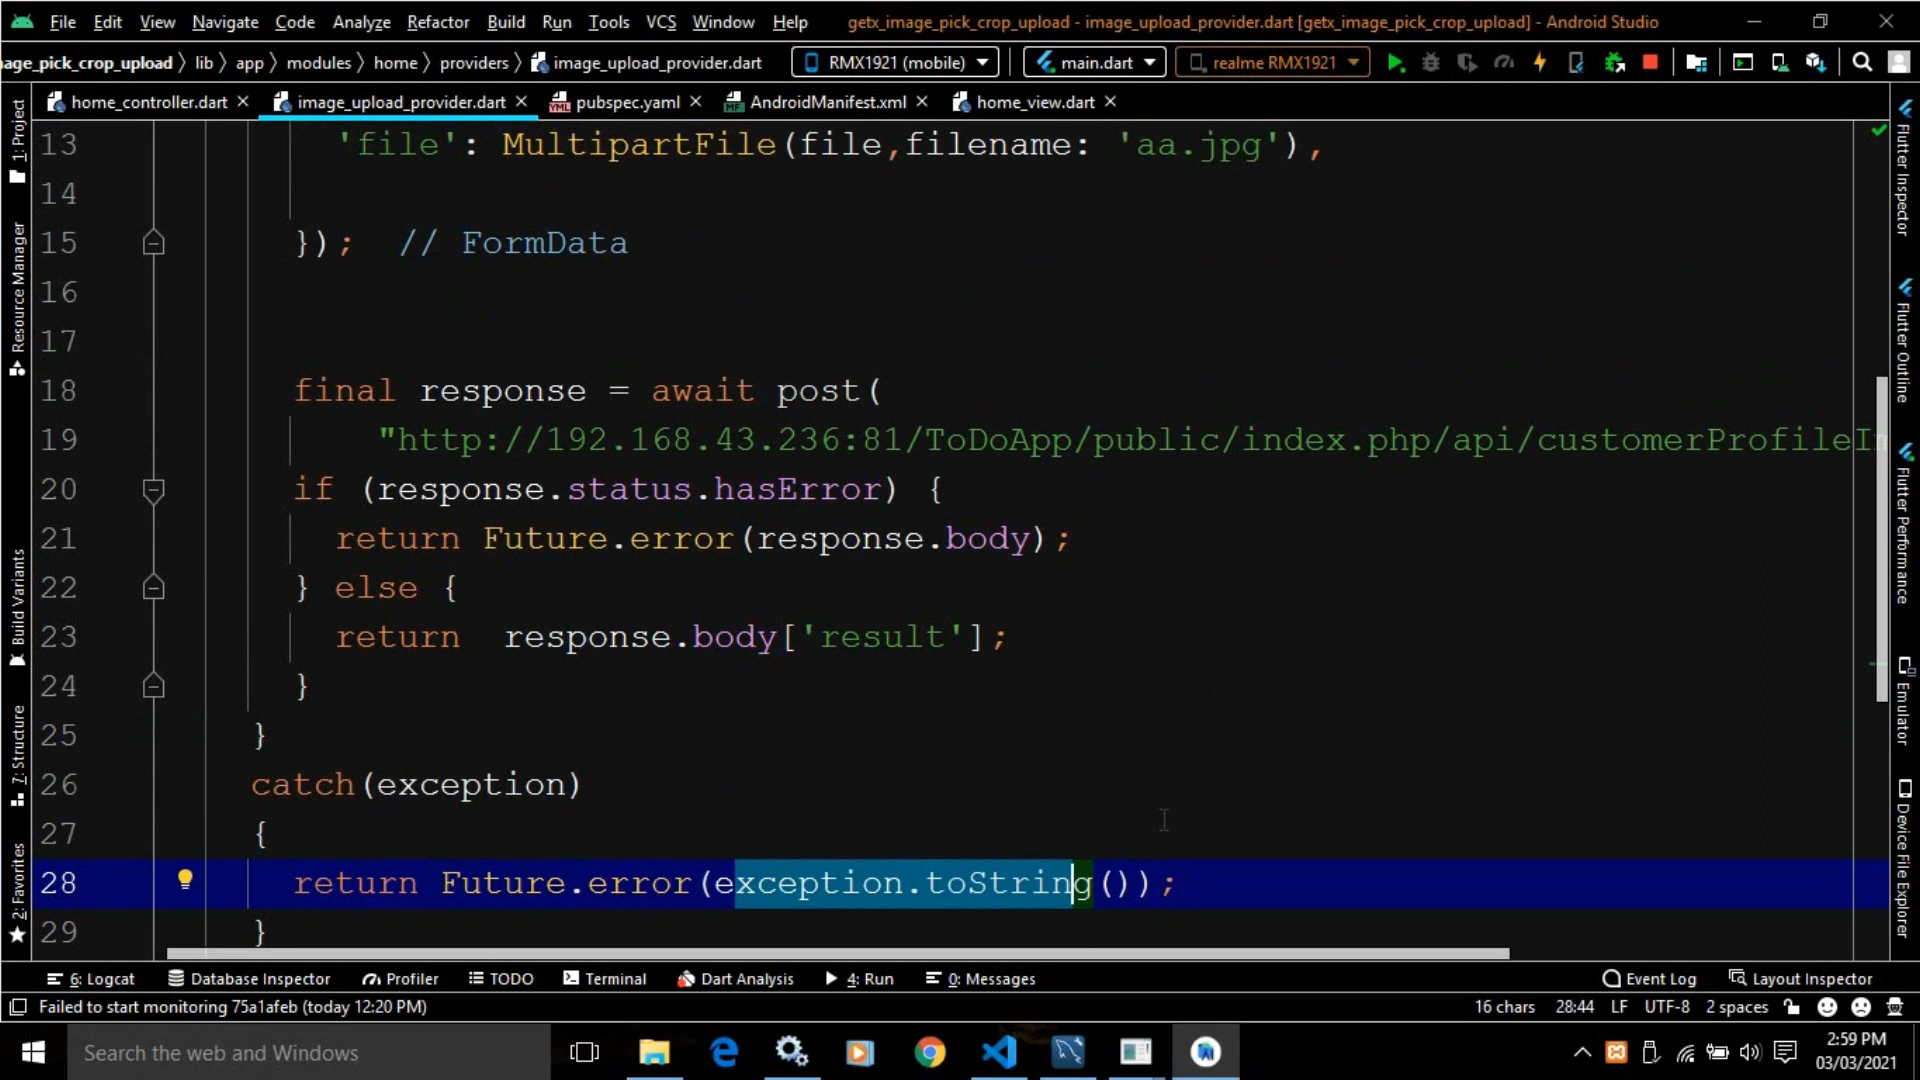 File Edit View Navigate Code Analyze Refactor Build Run Tools VCS Window Help getx_image_pick_crop_upload - image_upload_provider.dart [getx_image_pick_crop_upload] - Android Studio
age_pick_crop_upload lib app modules home providers image_upload_provider.dart RMX1921 (mobile) main.dart realme RMX1921
home_controller.dart image_upload_provider.dart pubspec.yaml AndroidManifest.xml home_view.dart
13 'file': MultipartFile(file,filename: 'aa.jpg'),
14
15 }); // FormData
16
17
18 final response = await post(
19 "http://192.168.43.236:81/ToDoApp/public/index.php/api/customerProfileIm
20 if (response.status.hasError) {
21 return Future.error(response.body);
22 } else {
23 return response.body['result'];
24 }
25 }
26 catch(exception)
27 {
28 return Future.error(exception.toString());
29 }
1: Project
Resource Manager
Build Variants
7: Structure
2: Favorites
Flutter Inspector
Flutter Outline
Flutter Performance
Emulator
Device File Explorer
6: Logcat Database Inspector Profiler TODO Terminal Dart Analysis 4: Run 0: Messages Event Log Layout Inspector
Failed to start monitoring 75a1afeb (today 12:20 PM) 16 chars 28:44 LF UTF-8 2 spaces
Search the web and Windows
2:59 PM
03/03/2021